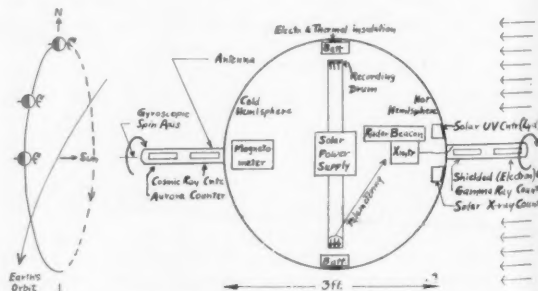 N
Sun
Earth's
Orbit
Gyroscopic
Spin Axis
Antenna
Cosmic Ray Cntr
Aurora Counter
Electr & Thermal insulation
Batt
Recording
Drum
Cold
Hemisphere
Hot
Hemisphere
Magneto
meter
Solar
Power
Supply
Radar Beacon
Xmtr
Solar UV Cntr
Shielded (Electron)
Gamma Ray Count
Solar X-ray Count
Batt
3 ft.